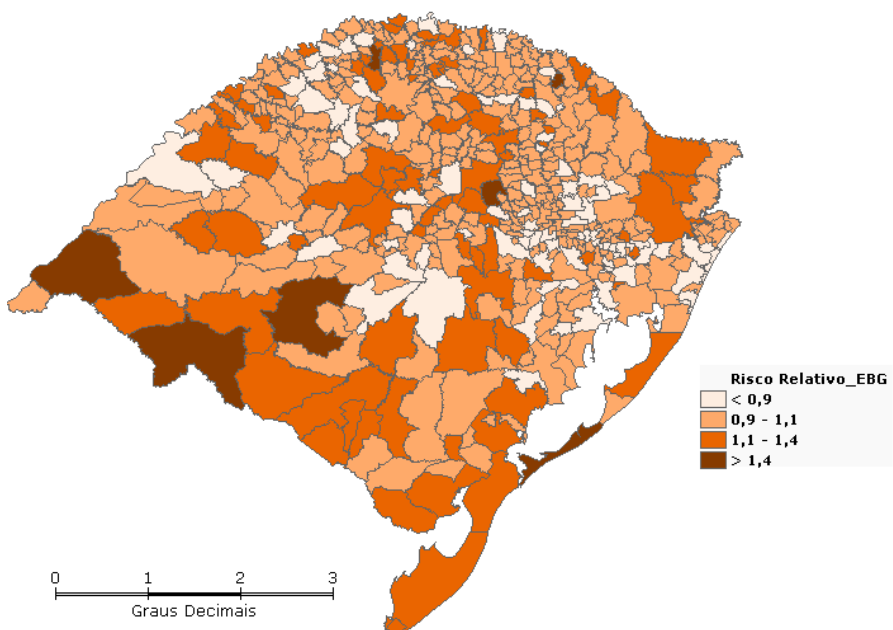 Risco Relativo_EBG
< 0,9
0,9 - 1,1
1,1 - 1,4
> 1,4
0 1 2 3
Graus Decimais